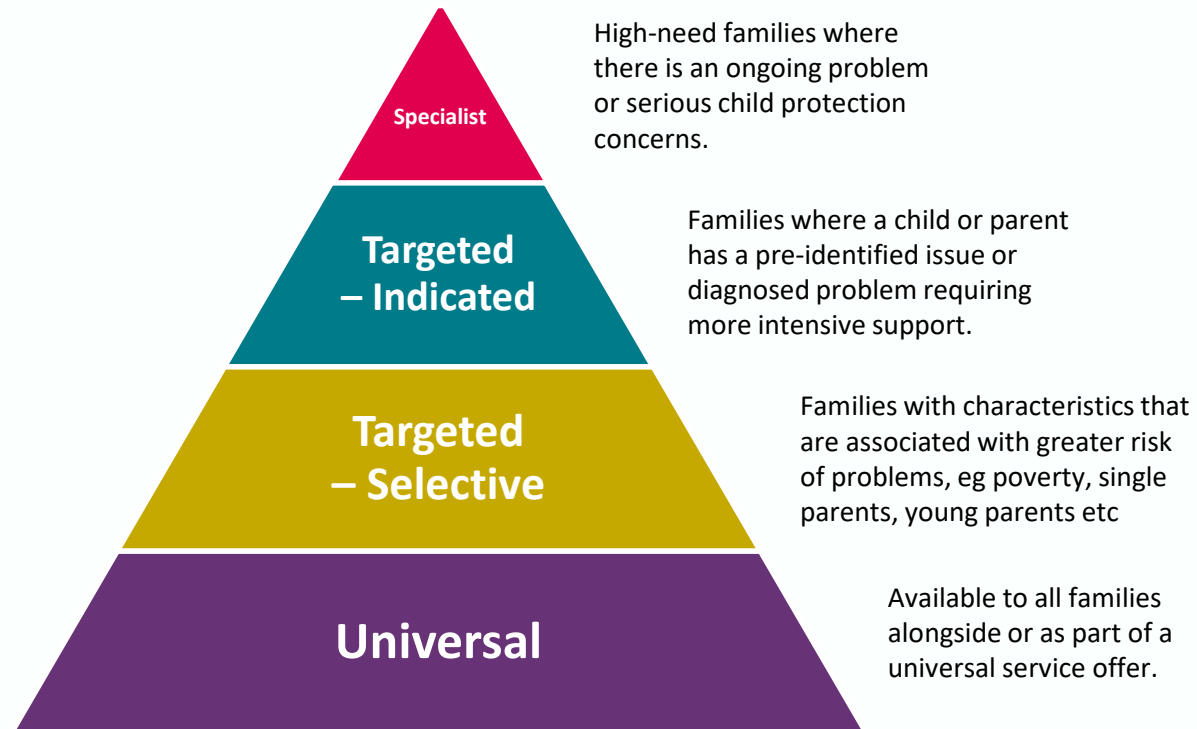 Specialist
High-need families where
there is an ongoing problem
or serious child protection
concerns.
Targeted
– Indicated
Families where a child or parent
has a pre-identified issue or
diagnosed problem requiring
more intensive support.
Targeted
– Selective
Families with characteristics that
are associated with greater risk
of problems, eg poverty, single
parents, young parents etc
Universal
Available to all families
alongside or as part of a
universal service offer.